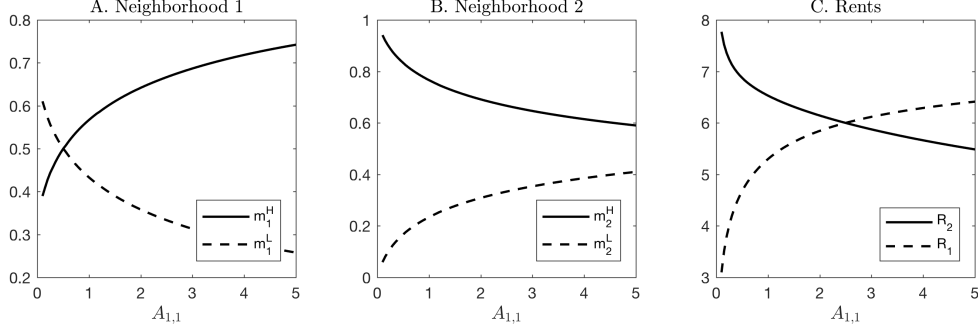 A. Neighborhood 1
0.8
0.7
0.6
0.5
0.4
0.3
0.2
0 1 2 3 4 5
A1,1
m1H
m1L
B. Neighborhood 2
1
0.8
0.6
0.4
0.2
0
0 1 2 3 4 5
A1,1
m2H
m2L
C. Rents
8
7
6
5
4
3
0 1 2 3 4 5
A1,1
R2
R1